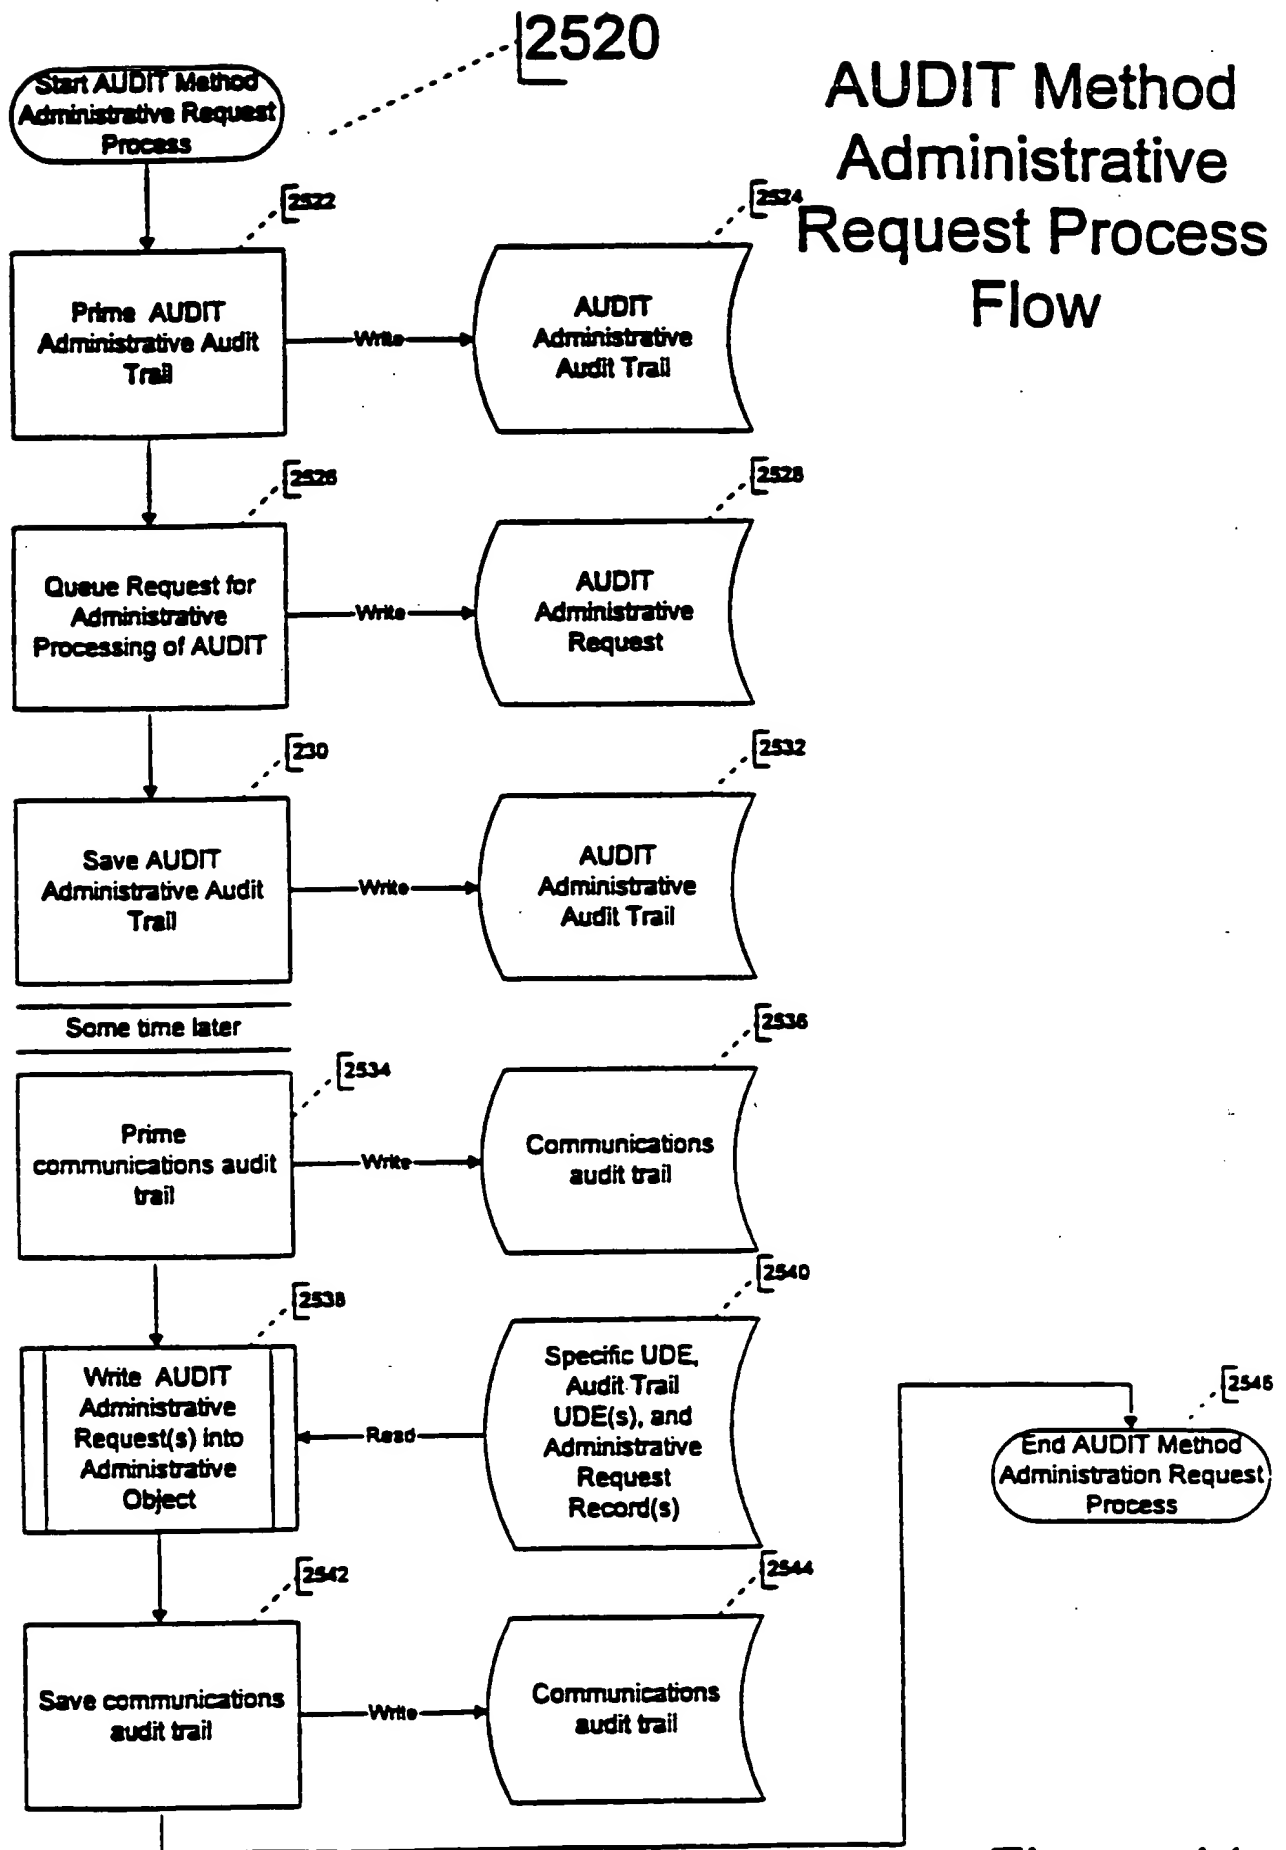 2520
AUDIT Method
Administrative
Request Process
Flow
Start AUDIT Method
Administrative Request
Process
2522
Prime AUDIT
Administrative Audit
Trail
Write
2524
AUDIT
Administrative
Audit Trail
2526
Queue Request for
Administrative
Processing of AUDIT
Write
2528
AUDIT
Administrative
Request
230
Save AUDIT
Administrative Audit
Trail
Write
2532
AUDIT
Administrative
Audit Trail
Some time later
2534
Prime
communications audit
trail
Write
2536
Communications
audit trail
2538
Write AUDIT
Administrative
Request(s) into
Administrative
Object
Read
2540
Specific UDE,
Audit Trail
UDE(s), and
Administrative
Request
Record(s)
2542
Save communications
audit trail
Write
2544
Communications
audit trail
2546
End AUDIT Method
Administration Request
Process